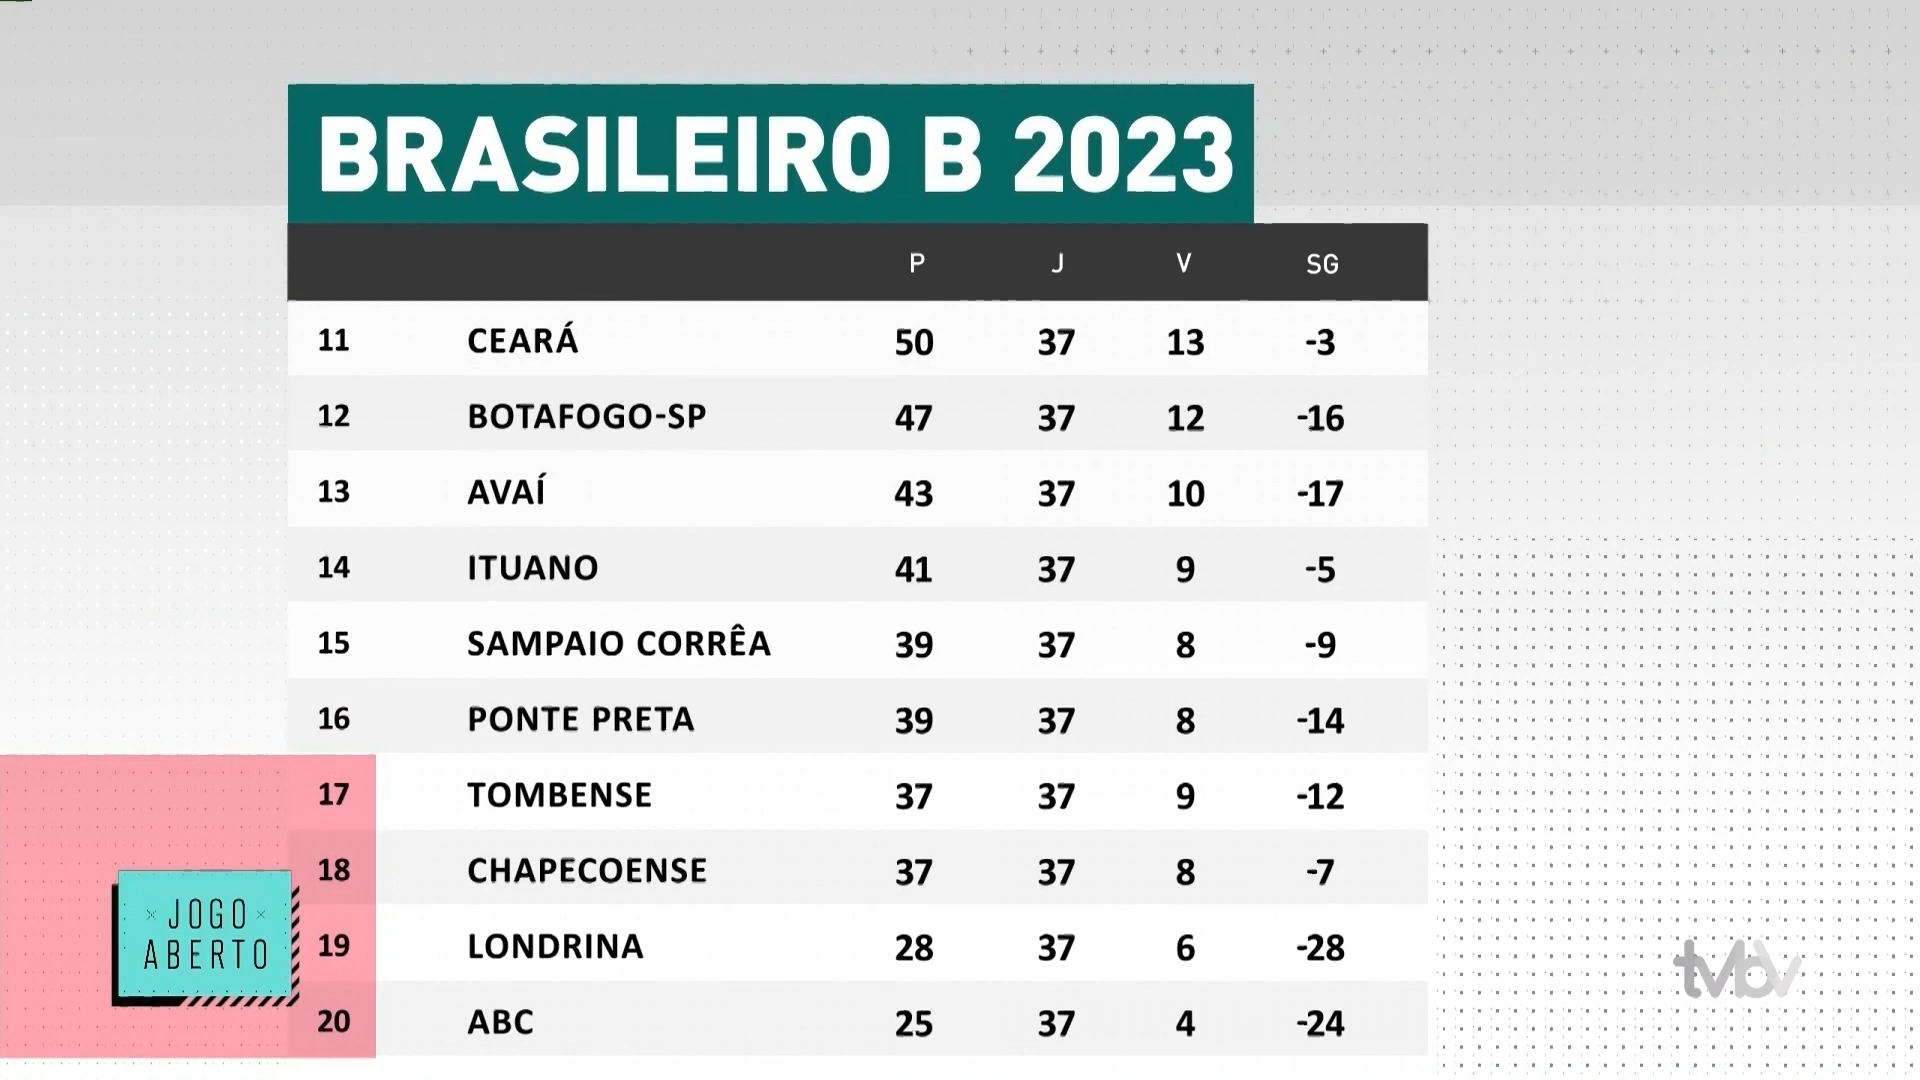 BRASILEIRO B 2023
P J V SG
11 CEARÁ 50 37 13 -3
12 BOTAFOGO-SP 47 37 12 -16
13 AVAÍ 43 37 10 -17
14 ITUANO 41 37 9 -5
15 SAMPAIO CORRÊA 39 37 8 -9
16 PONTE PRETA 39 37 8 -14
17 TOMBENSE 37 37 9 -12
18 CHAPECOENSE 37 37 8 -7
19 LONDRINA 28 37 6 -28
20 ABC 25 37 4 -24
JOGO
ABERTO
tvbv